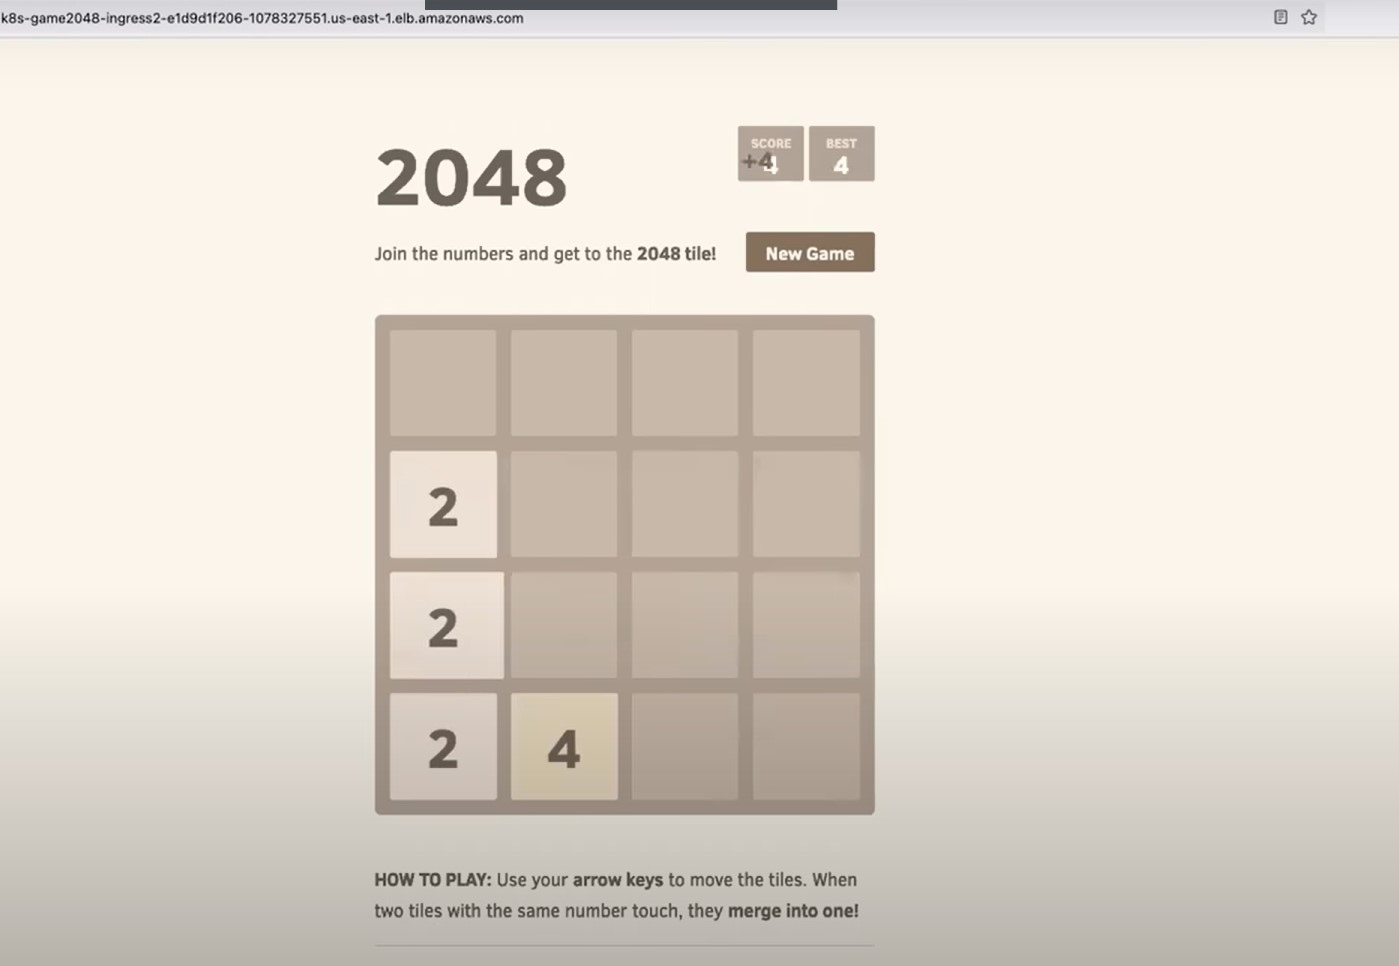 k8s-game2048-ingress2-e1d9d1f206-1078327551.us-east-1.elb.amazonaws.com
2048
SCORE
+4
4
BEST
4
Join the numbers and get to the 2048 tile!
New Game
2
2
2 4
HOW TO PLAY: Use your arrow keys to move the tiles. When
two tiles with the same number touch, they merge into one!